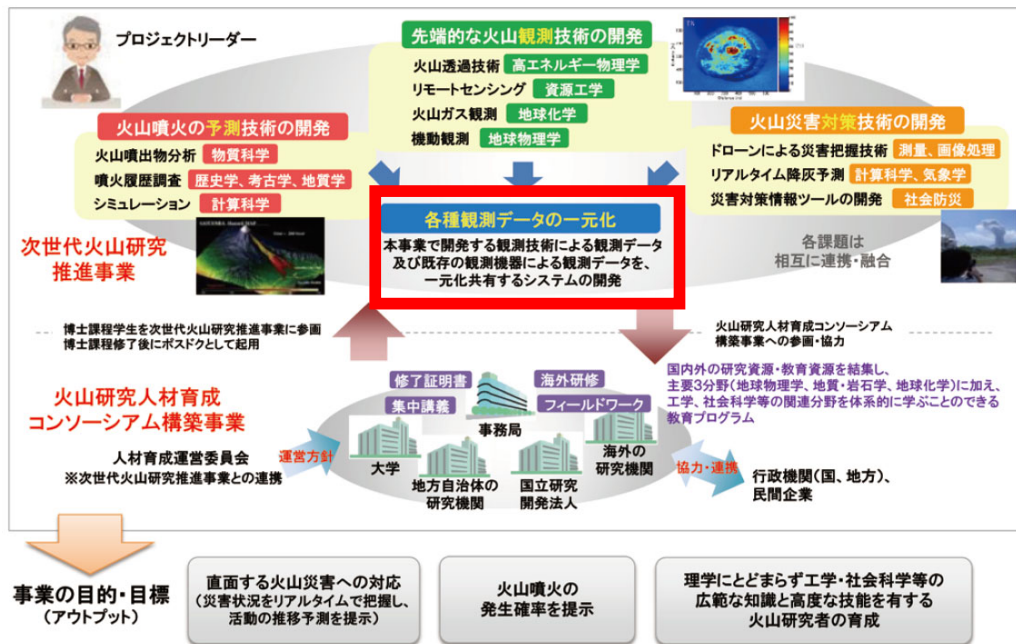 プロジェクトリーダー
先端的な火山観測技術の開発
火山透過技術 高エネルギー物理学
リモートセンシング 資源工学
火山ガス観測 地球化学
機動観測 地球物理学
火山噴火の予測技術の開発
火山噴出物分析 物質科学
噴火履歴調査 歴史学、考古学、地質学
シミュレーション 計算科学
火山災害対策技術の開発
ドローンによる災害把握技術 測量、画像処理
リアルタイム降灰予測 計算科学、気象学
災害対策情報ツールの開発 社会防災
各種観測データの一元化
本事業で開発する観測技術による観測データ
及び既存の観測機器による観測データを、
一元化共有するシステムの開発
次世代火山研究
推進事業
各課題は
相互に連携・融合
博士課程学生を次世代火山研究推進事業に参画
博士課程修了後にポスドクとして起用
火山研究人材育成コンソーシアム
構築事業への参画・協力
火山研究人材育成
コンソーシアム構築事業
人材育成運営委員会
※次世代火山研究推進事業との連携
運営方針
修了証明書
海外研修
集中講義
フィールドワーク
事務局
大学
地方自治体の
研究機関
国立研究
開発法人
海外の
研究機関
国内外の研究資源・教育資源を結集し、
主要3分野(地球物理学、地質・岩石学、地球化学)に加え、
工学、社会科学等の関連分野を体系的に学ぶことのできる
教育プログラム
協力・連携
行政機関(国、地方)、
民間企業
事業の目的・目標
(アウトプット)
直面する火山災害への対応
(災害状況をリアルタイムで把握し、
活動の推移予測を提示)
火山噴火の
発生確率を提示
理学にとどまらず工学・社会科学等の
広範な知識と高度な技能を有する
火山研究者の育成